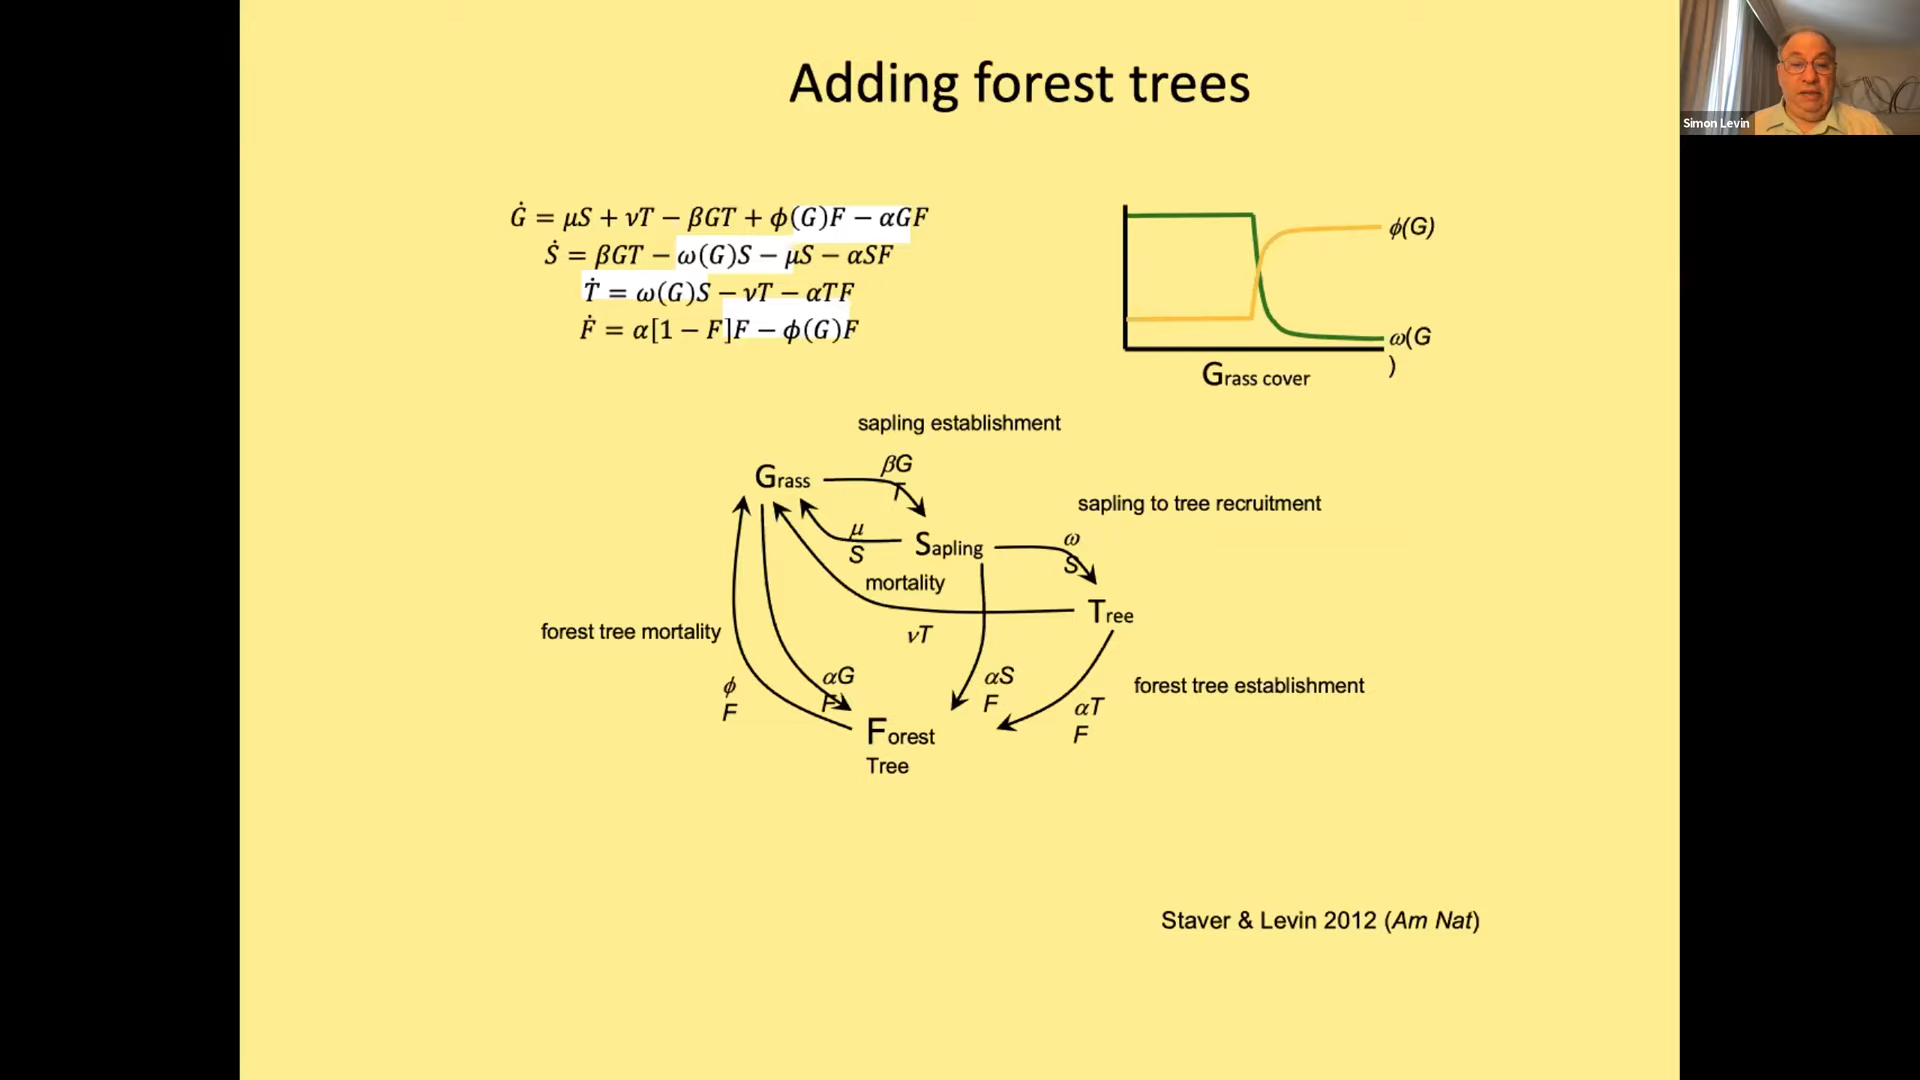 Adding forest trees
Simon Levin
Ġ = μS + νT − βGT + ϕ(G)F − αGF
Ṡ = βGT − ω(G)S − μS − αSF
Ṫ = ω(G)S − νT − αTF
Ḟ = α[1 − F]F − ϕ(G)F
ϕ(G)
ω(G
)
Grass cover
sapling establishment
βG
T
Grass
sapling to tree recruitment
μ
S
Sapling
ω
S
mortality
Tree
forest tree mortality
νT
ϕ
F
αG
F
αS
F
forest tree establishment
αT
F
Forest
Tree
Staver & Levin 2012 (Am Nat)